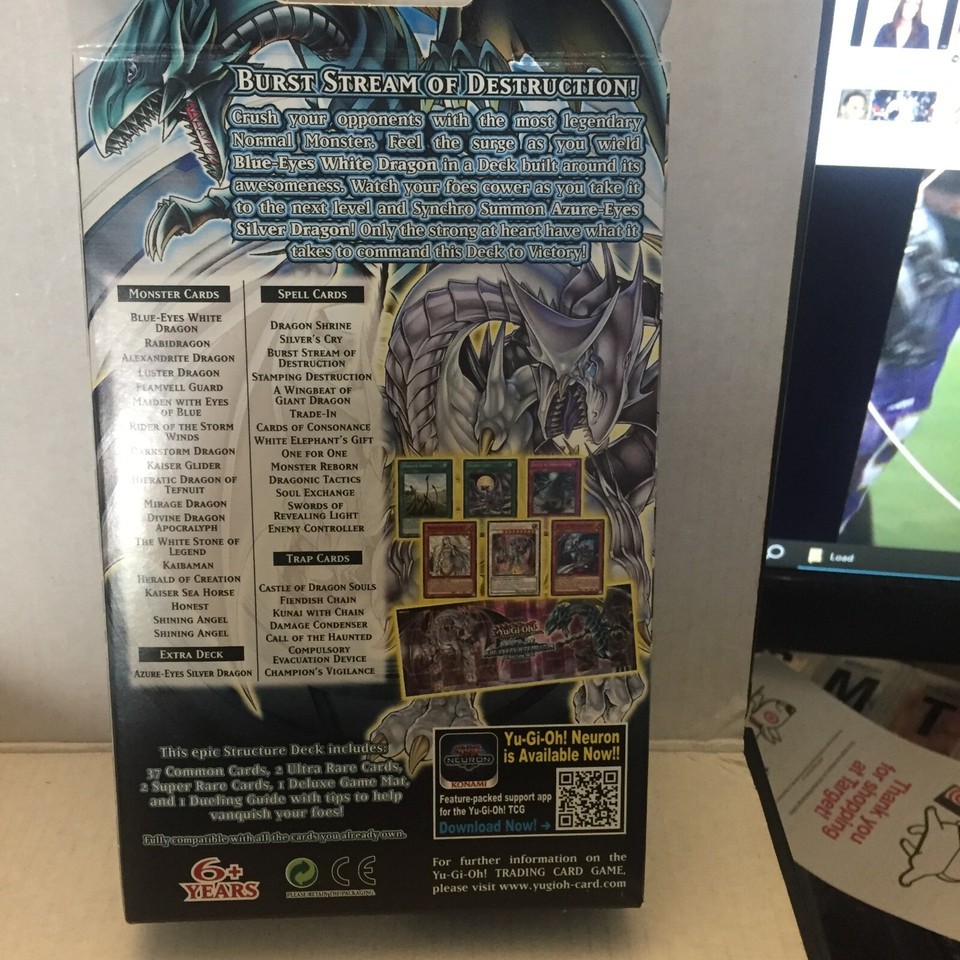 BURST STREAM OF DESTRUCTION!
Crush your opponents with the most legendary
Normal Monster. Feel the surge as you wield
Blue-Eyes White Dragon in a Deck built around its
awesomeness. Watch your foes cower as you take it
to the next level and Synchro Summon Azure-Eyes
Silver Dragon! Only the strong at heart have what it
takes to command this Deck to Victory!
MONSTER CARDS
BLUE-EYES WHITE
DRAGON
RABIDRAGON
ALEXANDRITE DRAGON
LUSTER DRAGON
FLAMVELL GUARD
MAIDEN WITH EYES
OF BLUE
RIDER OF THE STORM
WINDS
DARKSTORM DRAGON
KAISER GLIDER
HIERATIC DRAGON OF
TEFNUIT
MIRAGE DRAGON
DIVINE DRAGON
APOCRALYPH
THE WHITE STONE OF
LEGEND
KAIBAMAN
HERALD OF CREATION
KAISER SEA HORSE
HONEST
SHINING ANGEL
SHINING ANGEL
EXTRA DECK
AZURE-EYES SILVER DRAGON
SPELL CARDS
DRAGON SHRINE
SILVER'S CRY
BURST STREAM OF
DESTRUCTION
STAMPING DESTRUCTION
A WINGBEAT OF
GIANT DRAGON
TRADE-IN
CARDS OF CONSONANCE
WHITE ELEPHANT'S GIFT
ONE FOR ONE
MONSTER REBORN
DRAGONIC TACTICS
SOUL EXCHANGE
SWORDS OF
REVEALING LIGHT
ENEMY CONTROLLER
TRAP CARDS
CASTLE OF DRAGON SOULS
FIENDISH CHAIN
KUNAI WITH CHAIN
DAMAGE CONDENSER
CALL OF THE HAUNTED
COMPULSORY
EVACUATION DEVICE
CHAMPION'S VIGILANCE
Yu-Gi-Oh!
This epic Structure Deck includes:
37 Common Cards, 2 Ultra Rare Cards,
2 Super Rare Cards, 1 Deluxe Game Mat,
and 1 Dueling Guide with tips to help
vanquish your foes!
Fully compatible with all the cards you already own.
6+
YEARS
PLEASE RETAIN THE PACKAGING.
CE
NEURON
KONAMI
Yu-Gi-Oh! Neuron
is Available Now!!
Feature-packed support app
for the Yu-Gi-Oh! TCG
Download Now! →
For further information on the
Yu-Gi-Oh! TRADING CARD GAME,
please visit www.yugioh-card.com
Load
M T
Thank you
for shopping
at Target!